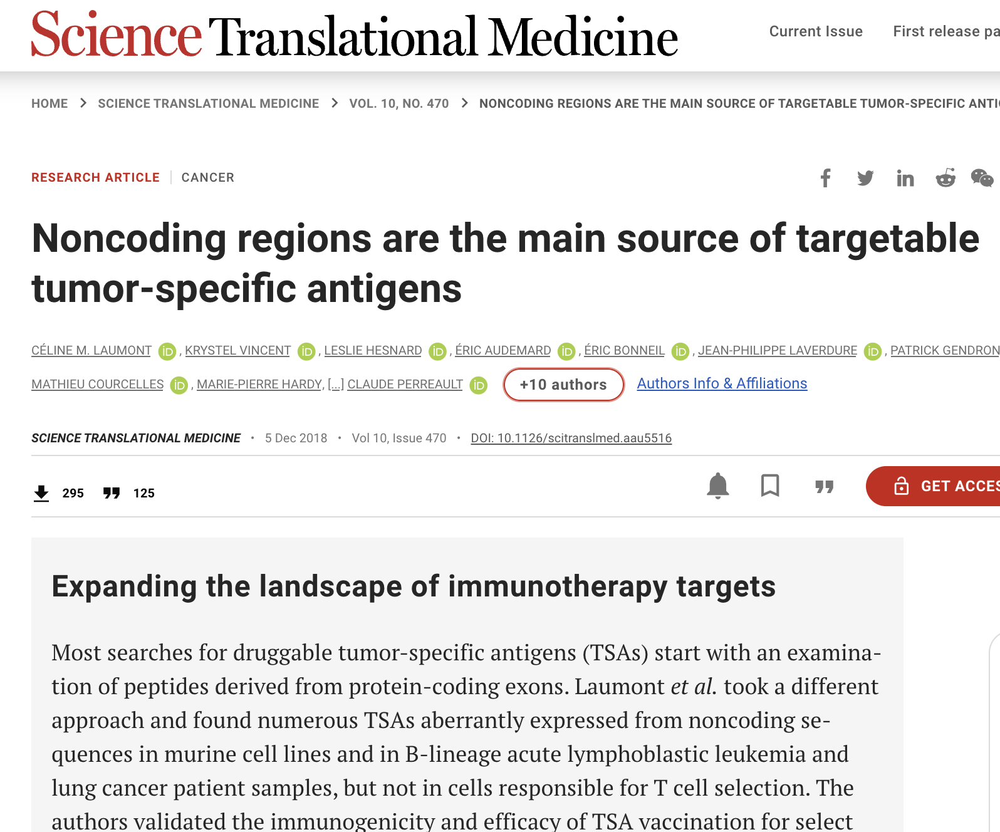 Science Translational Medicine
Current Issue First release pa
HOME > SCIENCE TRANSLATIONAL MEDICINE > VOL. 10, NO. 470 > NONCODING REGIONS ARE THE MAIN SOURCE OF TARGETABLE TUMOR-SPECIFIC ANTI
RESEARCH ARTICLE | CANCER
Noncoding regions are the main source of targetable
tumor-specific antigens
CÉLINE M. LAUMONT iD, KRYSTEL VINCENT iD, LESLIE HESNARD iD, ÉRIC AUDEMARD iD, ÉRIC BONNEIL iD, JEAN-PHILIPPE LAVERDURE iD, PATRICK GENDRON
MATHIEU COURCELLES iD, MARIE-PIERRE HARDY, [...] CLAUDE PERREAULT iD +10 authors Authors Info & Affiliations
SCIENCE TRANSLATIONAL MEDICINE • 5 Dec 2018 • Vol 10, Issue 470 • DOI: 10.1126/scitranslmed.aau5516
295 125
GET ACCES
Expanding the landscape of immunotherapy targets
Most searches for druggable tumor-specific antigens (TSAs) start with an examina-
tion of peptides derived from protein-coding exons. Laumont et al. took a different
approach and found numerous TSAs aberrantly expressed from noncoding se-
quences in murine cell lines and in B-lineage acute lymphoblastic leukemia and
lung cancer patient samples, but not in cells responsible for T cell selection. The
authors validated the immunogenicity and efficacy of TSA vaccination for select